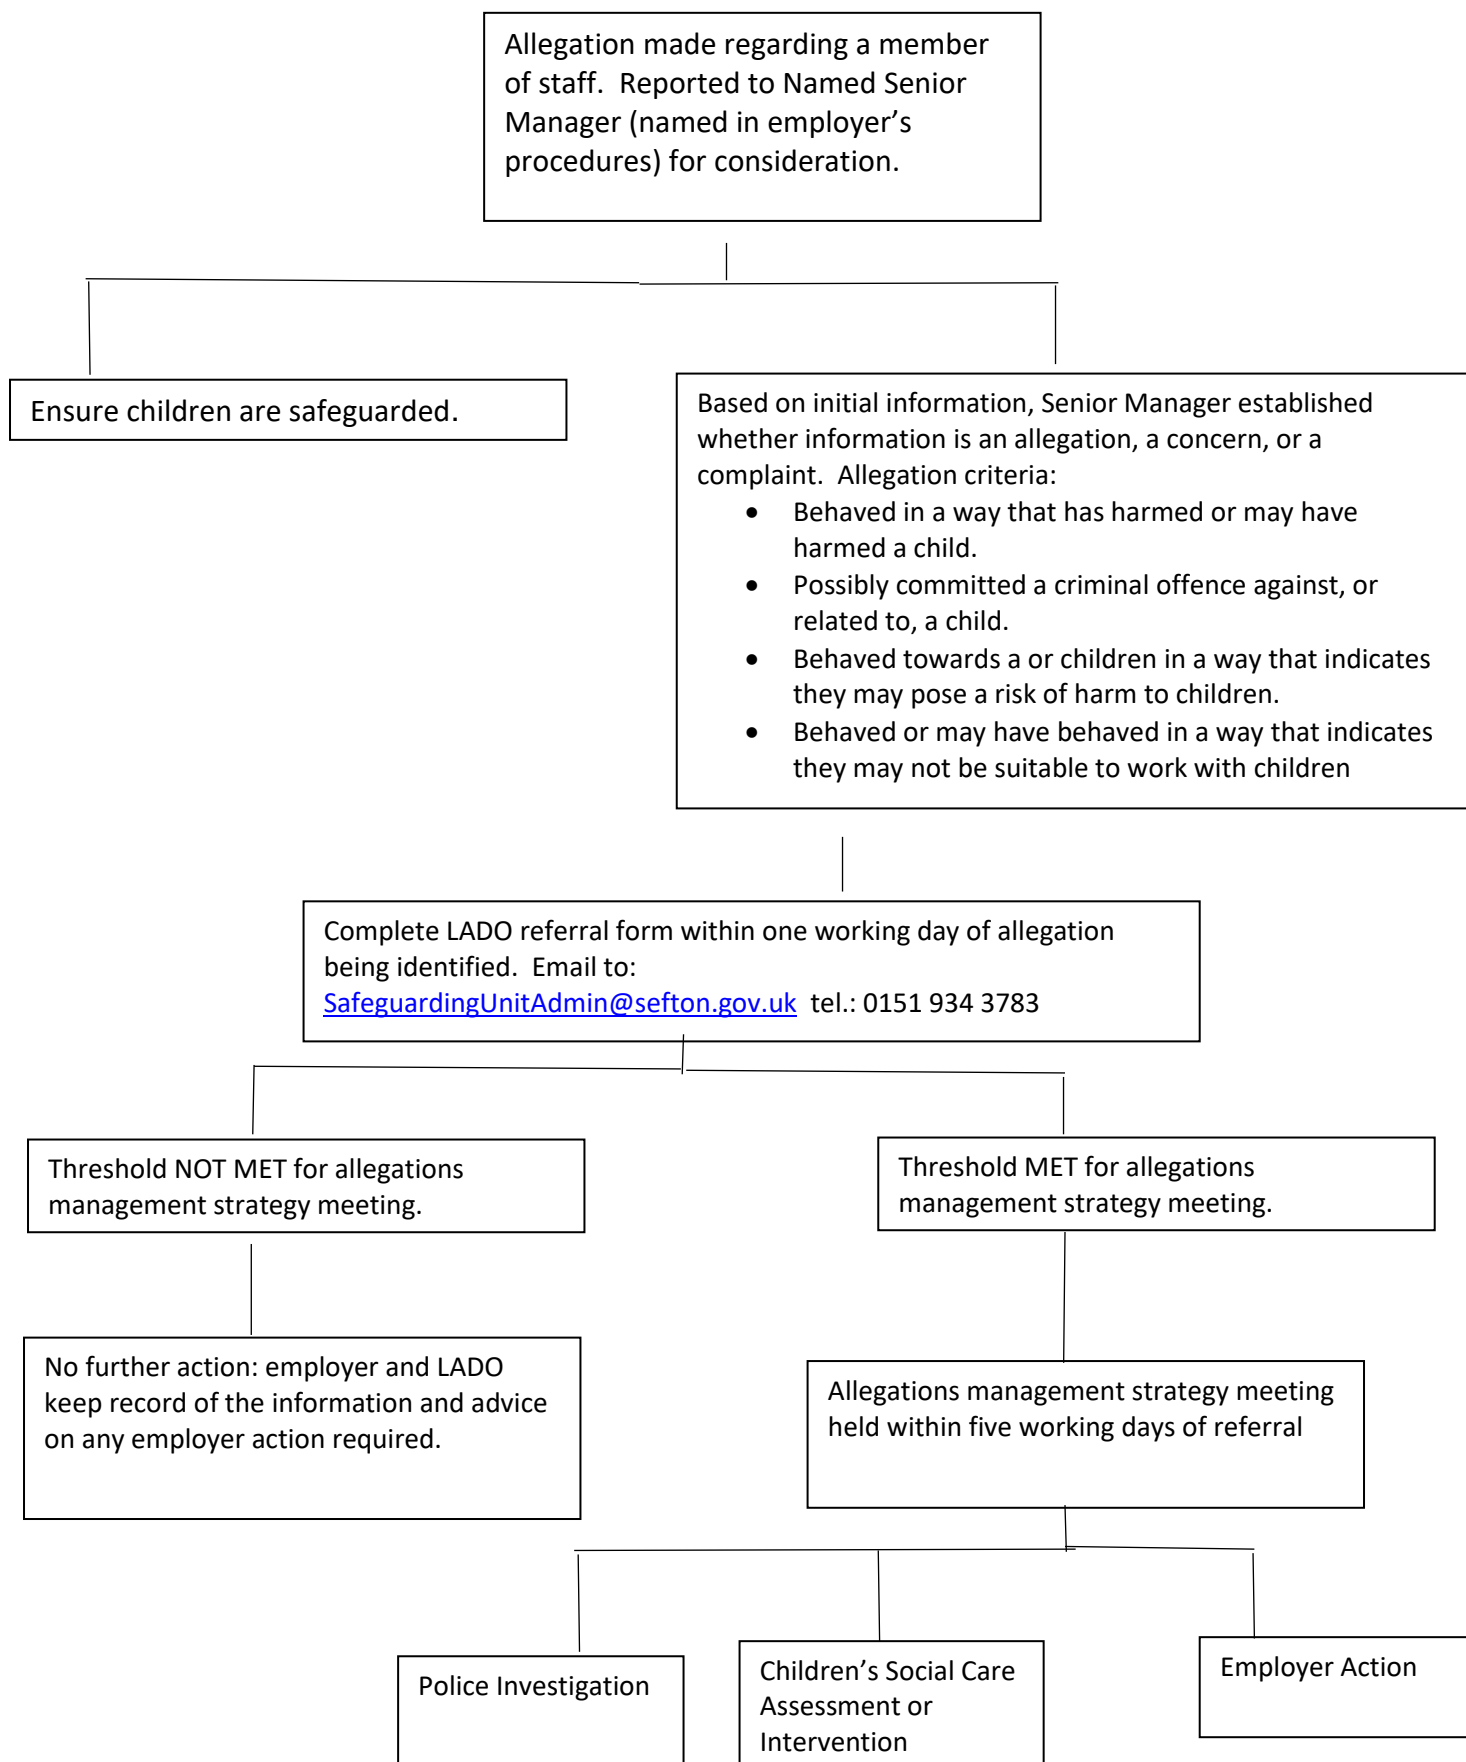 Allegation made regarding a member
of staff.  Reported to Named Senior
Manager (named in employer’s
procedures) for consideration.
Ensure children are safeguarded.
Based on initial information, Senior Manager established
whether information is an allegation, a concern, or a
complaint.  Allegation criteria:
• Behaved in a way that has harmed or may have
harmed a child.
• Possibly committed a criminal offence against, or
related to, a child.
• Behaved towards a or children in a way that indicates
they may pose a risk of harm to children.
• Behaved or may have behaved in a way that indicates
they may not be suitable to work with children
Complete LADO referral form within one working day of allegation
being identified.  Email to:
SafeguardingUnitAdmin@sefton.gov.uk  tel.: 0151 934 3783
Threshold NOT MET for allegations
management strategy meeting.
Threshold MET for allegations
management strategy meeting.
No further action: employer and LADO
keep record of the information and advice
on any employer action required.
Allegations management strategy meeting
held within five working days of referral
Police Investigation
Children’s Social Care
Assessment or
Intervention
Employer Action